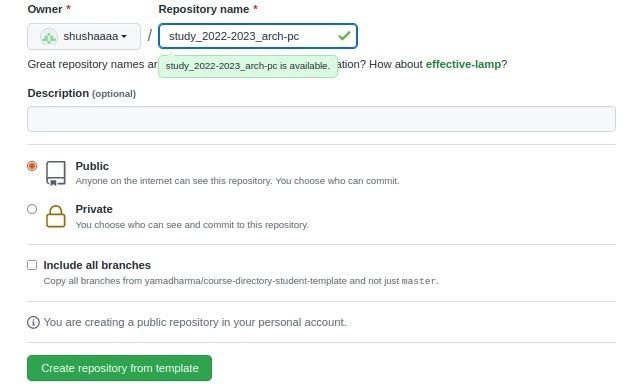 Owner * Repository name *
shushaaaa / study_2022-2023_arch-pc
Great repository names ar ation? How about effective-lamp?
study_2022-2023_arch-pc is available.
Description (optional)
Public
Anyone on the internet can see this repository. You choose who can commit.
Private
You choose who can see and commit to this repository.
Include all branches
Copy all branches from yamadharma/course-directory-student-template and not just master.
You are creating a public repository in your personal account.
Create repository from template